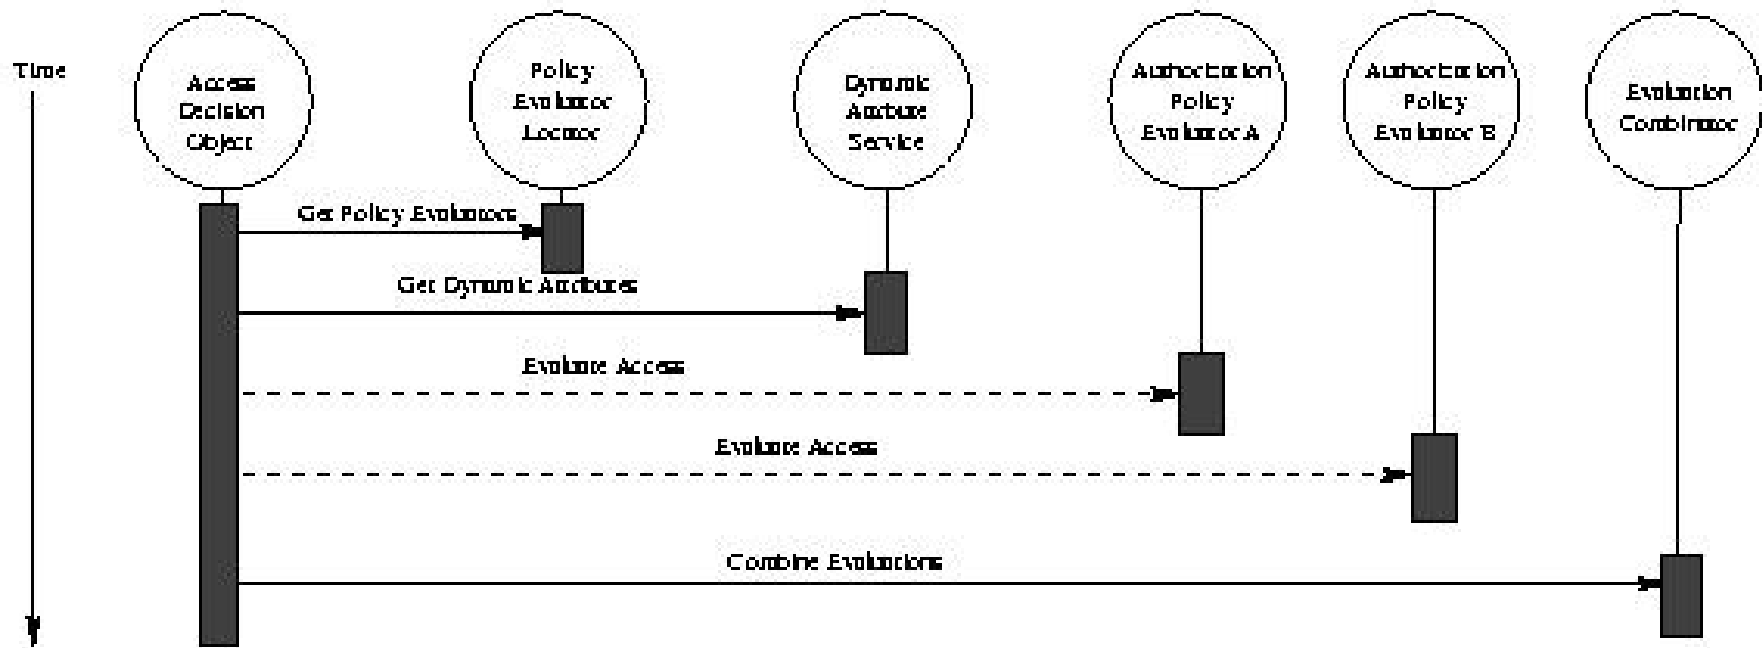 Time
Access
Decision
Object
Policy
Evaluator
Locator
Dynamic
Attribute
Service
Authorization
Policy
Evaluator A
Authorization
Policy
Evaluator B
Evaluation
Combinator
Get Policy Evaluators
Get Dynamic Attributes
Evaluate Access
Evaluate Access
Combine Evaluations